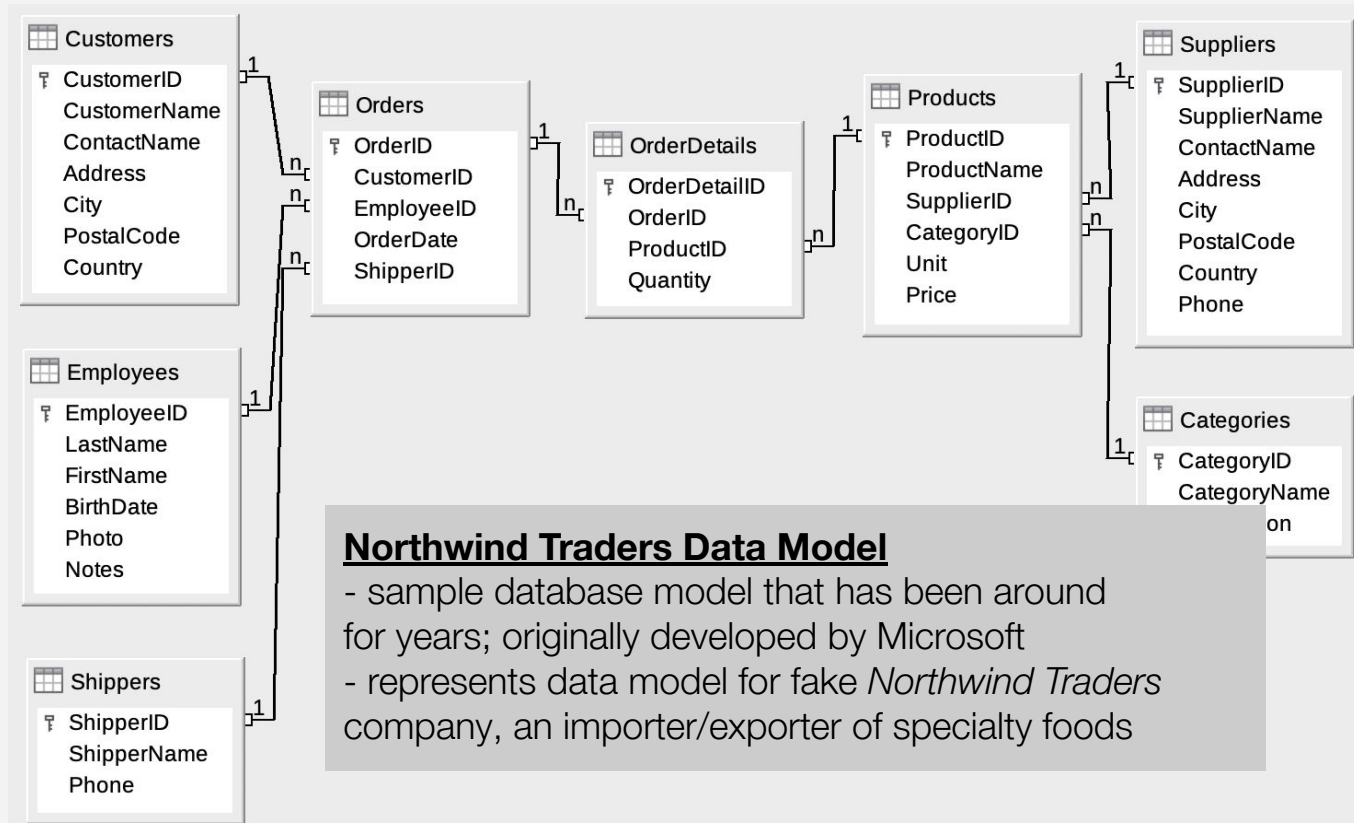 Customers
CustomerID
CustomerName
ContactName
Address
City
PostalCode
Country
1
n
Employees
EmployeeID
LastName
FirstName
BirthDate
Photo
Notes
1
n
Shippers
ShipperID
ShipperName
Phone
1
n
Orders
OrderID
CustomerID
EmployeeID
OrderDate
ShipperID
1
n
OrderDetails
OrderDetailID
OrderID
ProductID
Quantity
n
1
Products
ProductID
ProductName
SupplierID
CategoryID
Unit
Price
n
1
Suppliers
SupplierID
SupplierName
ContactName
Address
City
PostalCode
Country
Phone
n
1
Categories
CategoryID
CategoryName
on
Northwind Traders Data Model
- sample database model that has been around
for years; originally developed by Microsoft
- represents data model for fake Northwind Traders
company, an importer/exporter of specialty foods